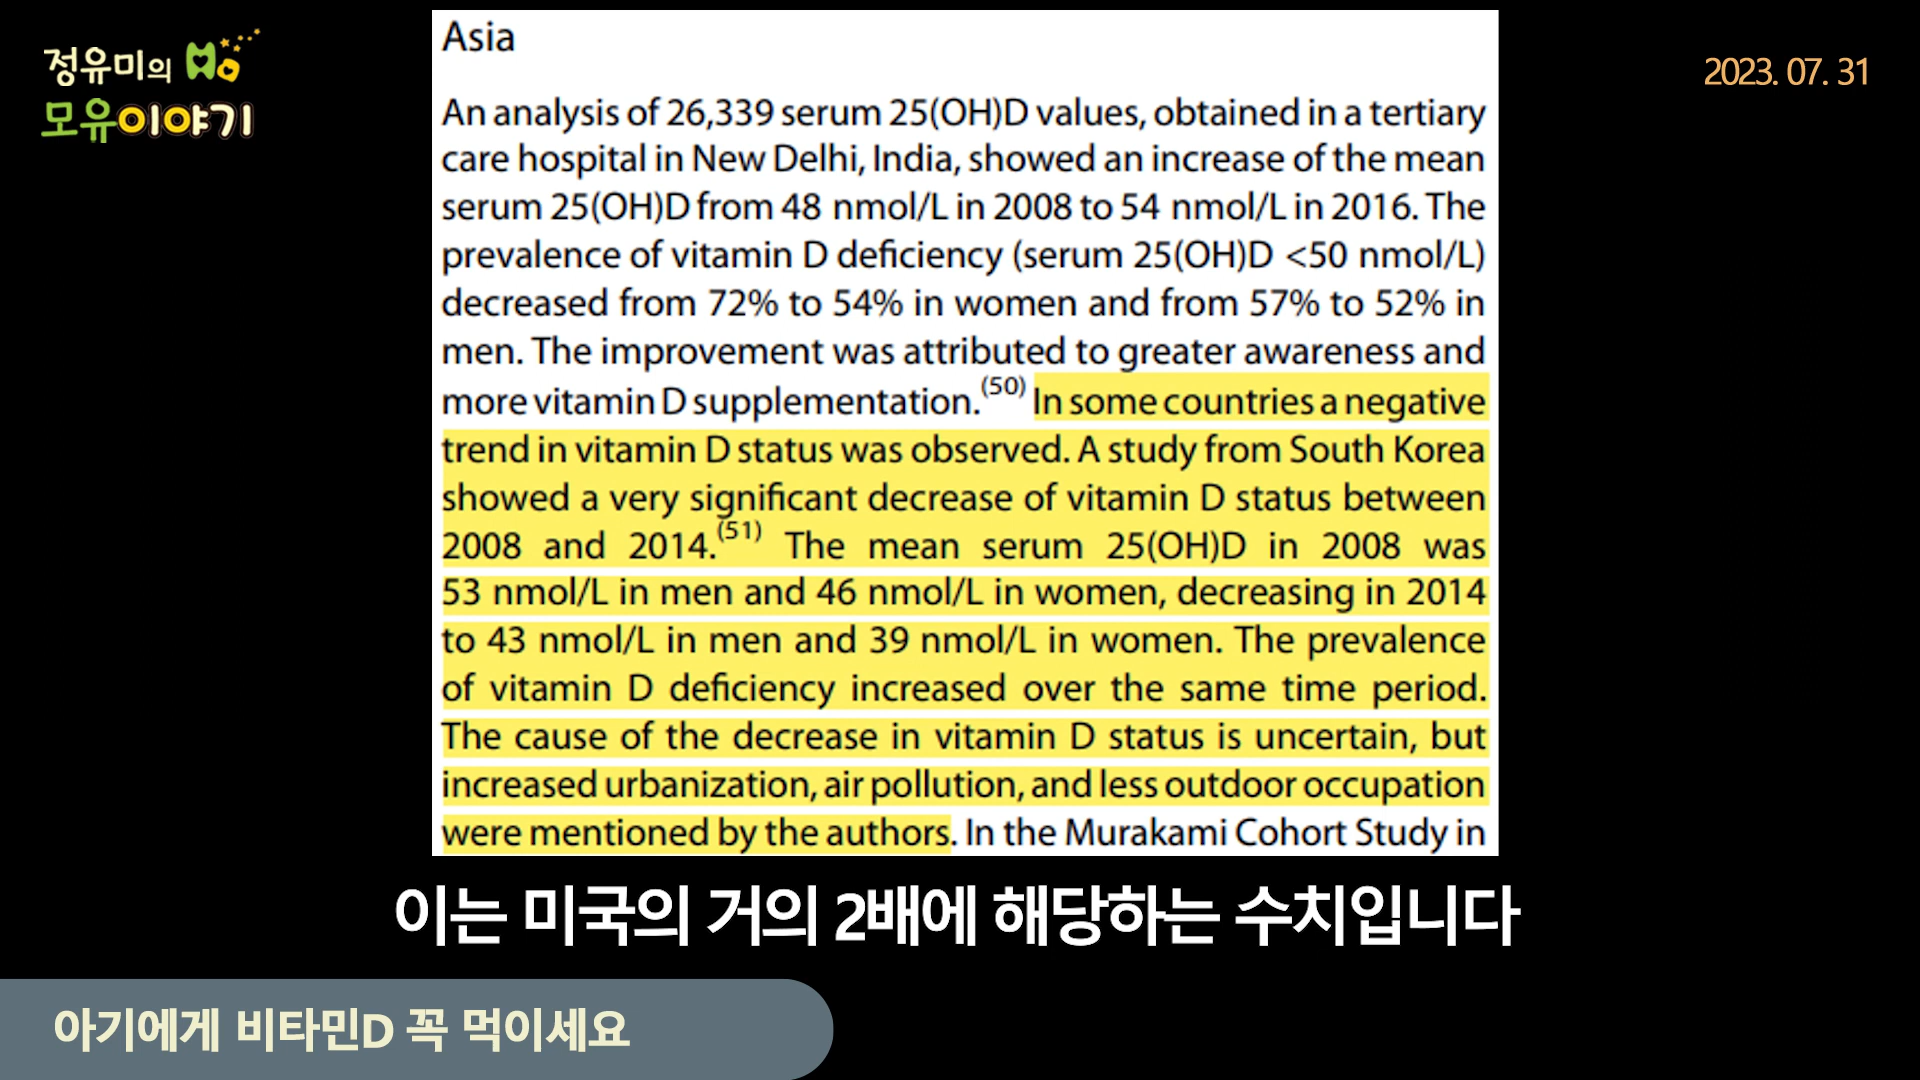 정유미의
모유이야기
2023. 07. 31
Asia
An analysis of 26,339 serum 25(OH)D values, obtained in a tertiary
care hospital in New Delhi, India, showed an increase of the mean
serum 25(OH)D from 48 nmol/L in 2008 to 54 nmol/L in 2016. The
prevalence of vitamin D deficiency (serum 25(OH)D <50 nmol/L)
decreased from 72% to 54% in women and from 57% to 52% in
men. The improvement was attributed to greater awareness and
more vitamin D supplementation.(50) In some countries a negative
trend in vitamin D status was observed. A study from South Korea
showed a very significant decrease of vitamin D status between
2008 and 2014.(51) The mean serum 25(OH)D in 2008 was
53 nmol/L in men and 46 nmol/L in women, decreasing in 2014
to 43 nmol/L in men and 39 nmol/L in women. The prevalence
of vitamin D deficiency increased over the same time period.
The cause of the decrease in vitamin D status is uncertain, but
increased urbanization, air pollution, and less outdoor occupation
were mentioned by the authors. In the Murakami Cohort Study in
이는 미국의 거의 2배에 해당하는 수치입니다
아기에게 비타민D 꼭 먹이세요